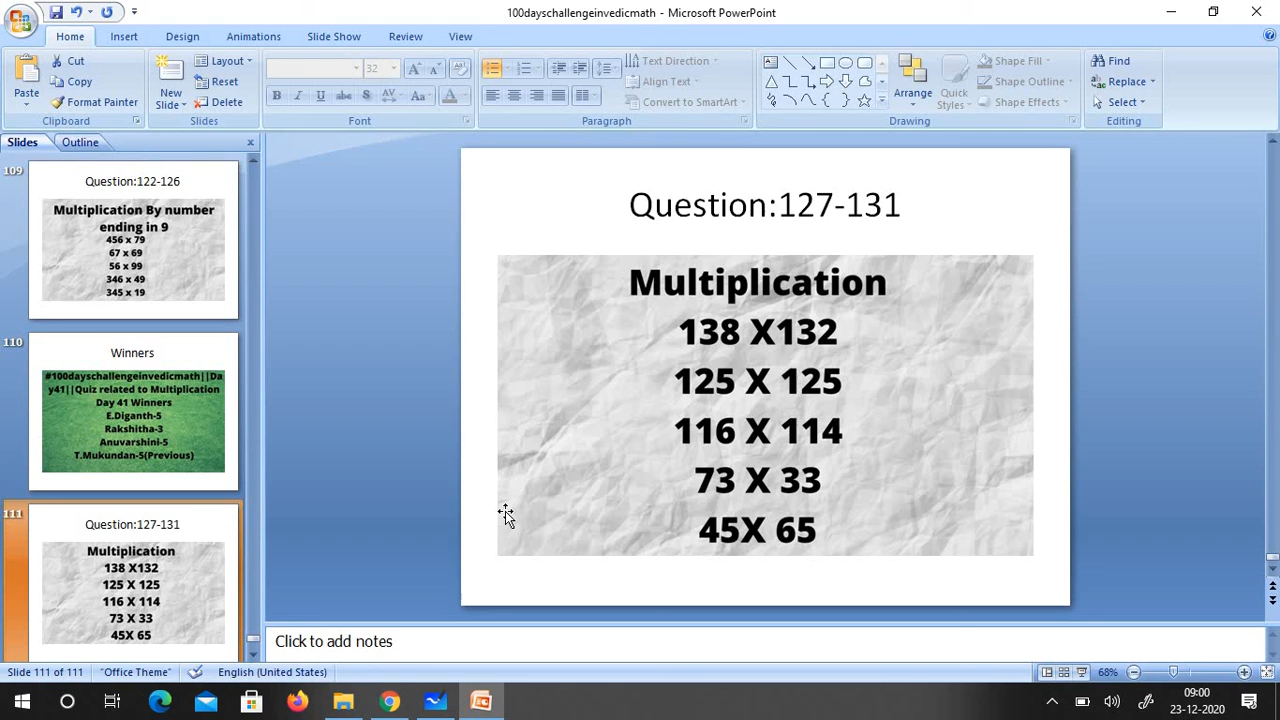 100dayschallengeinvedicmath - Microsoft PowerPoint
Home Insert Design Animations Slide Show Review View
Paste
Cut
Copy
Format Painter
Clipboard
New Slide
Layout
Reset
Delete
Slides
32
B I U abc S AV Aa A
Font
Text Direction
Align Text
Convert to SmartArt
Paragraph
Arrange
Quick Styles
Shape Fill
Shape Outline
Shape Effects
Drawing
Find
Replace
Select
Editing
Slides Outline
109
Question:122-126
Multiplication By number
ending in 9
456 x 79
67 x 69
56 x 99
346 x 49
345 x 19
110
Winners
#100dayschallengeinvedicmath||Da
y41||Quiz related to Multiplication
Day 41 Winners
E.Diganth-5
Rakshitha-3
Anuvarshini-5
T.Mukundan-5(Previous)
111
Question:127-131
Multiplication
138 X132
125 X 125
116 X 114
73 X 33
45X 65
Question:127-131
Multiplication
138 X132
125 X 125
116 X 114
73 X 33
45X 65
Click to add notes
Slide 111 of 111 "Office Theme" English (United States) 68%
09:00
23-12-2020